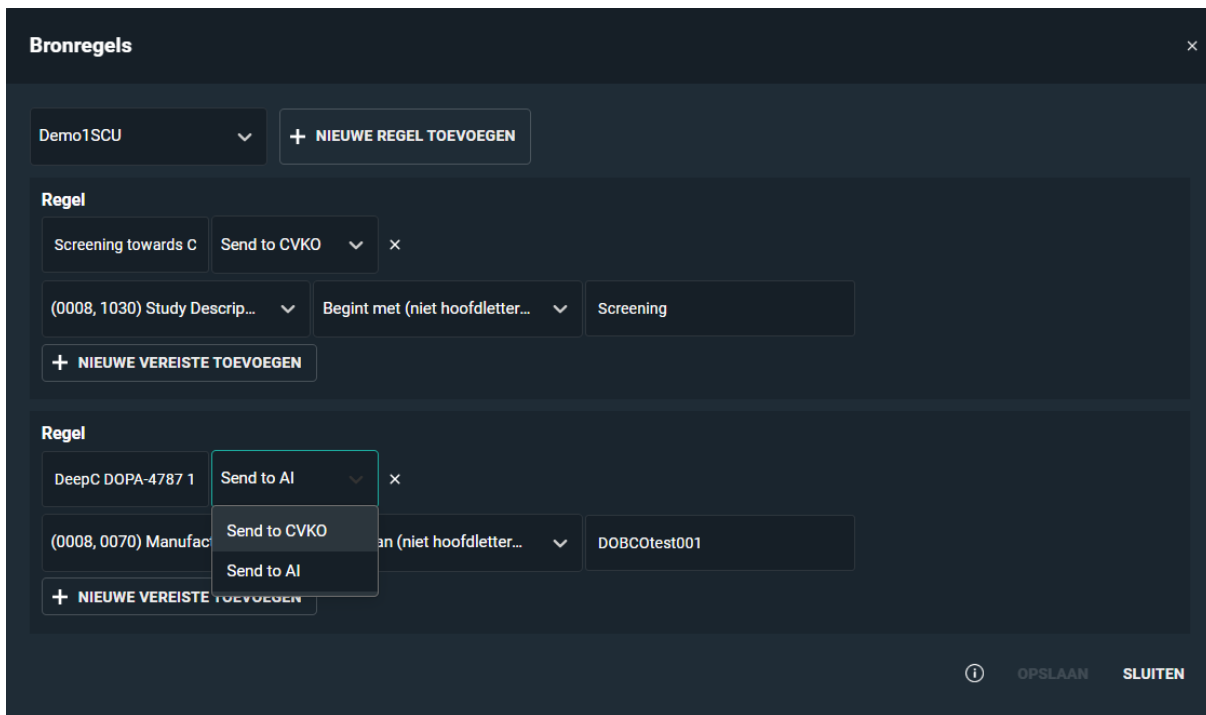 Bronregels
Demo1SCU
+ NIEUWE REGEL TOEVOEGEN
Regel
Screening towards C Send to CVKO
(0008, 1030) Study Descrip... Begint met (niet hoofdletter... Screening
+ NIEUWE VEREISTE TOEVOEGEN
Regel
DeepC DOPA-4787 1 Send to AI
Send to CVKO
(0008, 0070) Manufac an (niet hoofdletter... DOBCOtest001
Send to AI
+ NIEUWE VEREISTE TOEVOEGEN
OPSLAAN SLUITEN